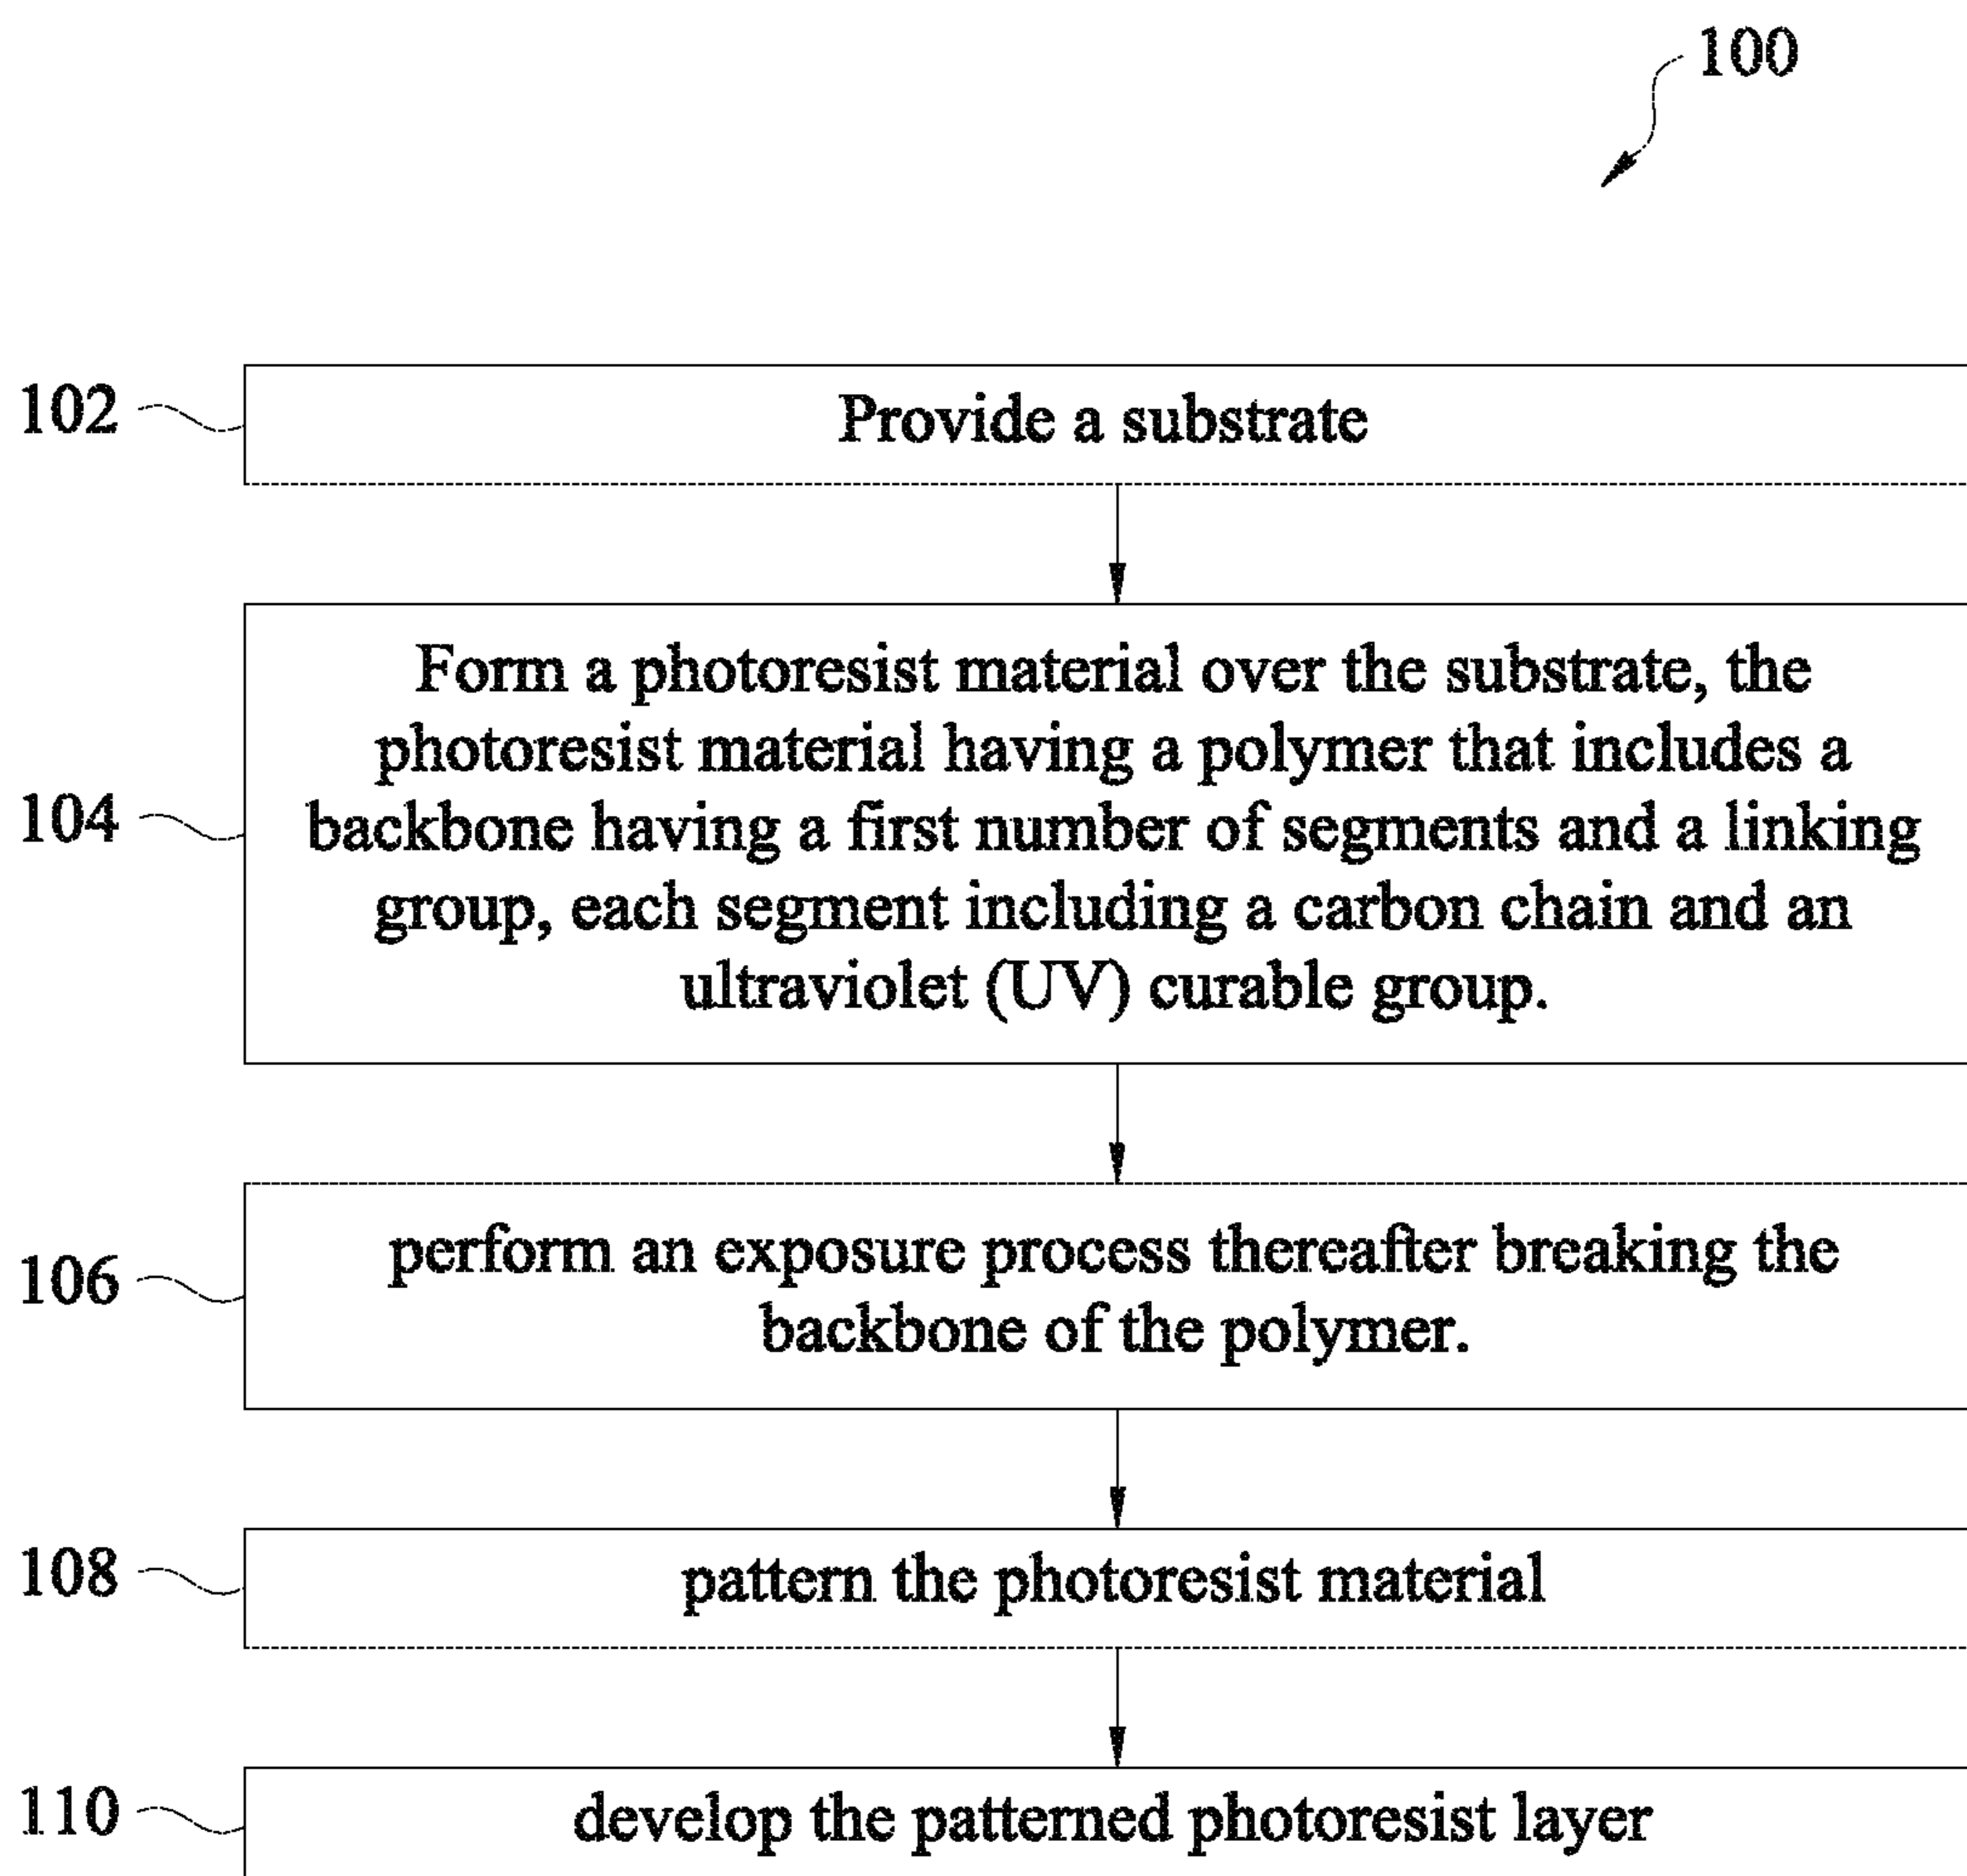 100
102
Provide a substrate
104
Form a photoresist material over the substrate, the
photoresist material having a polymer that includes a
backbone having a first number of segments and a linking
group, each segment including a carbon chain and an
ultraviolet (UV) curable group.
106
perform an exposure process thereafter breaking the
backbone of the polymer.
108
pattern the photoresist material
110
develop the patterned photoresist layer